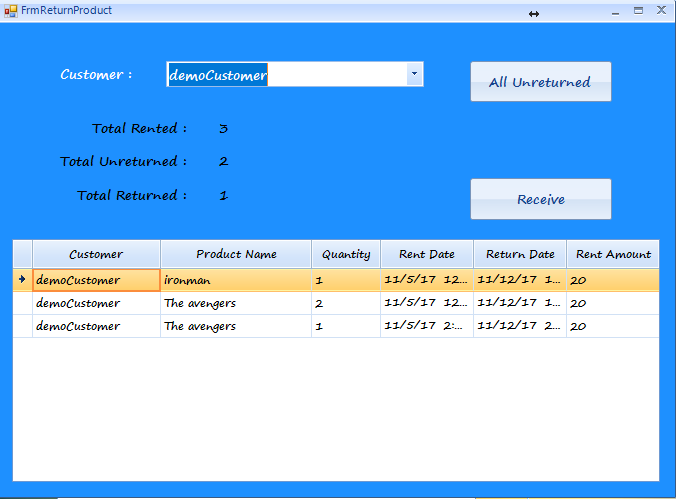 FrmReturnProduct
Customer : demoCustomer All Unreturned
Total Rented : 3
Total Unreturned : 2
Total Returned : 1 Receive
Customer Product Name Quantity Rent Date Return Date Rent Amount
demoCustomer ironman 1 11/5/17 12... 11/12/17 1... 20
demoCustomer The avengers 2 11/5/17 12... 11/12/17 1... 20
demoCustomer The avengers 1 11/5/17 2:... 11/12/17 2... 20